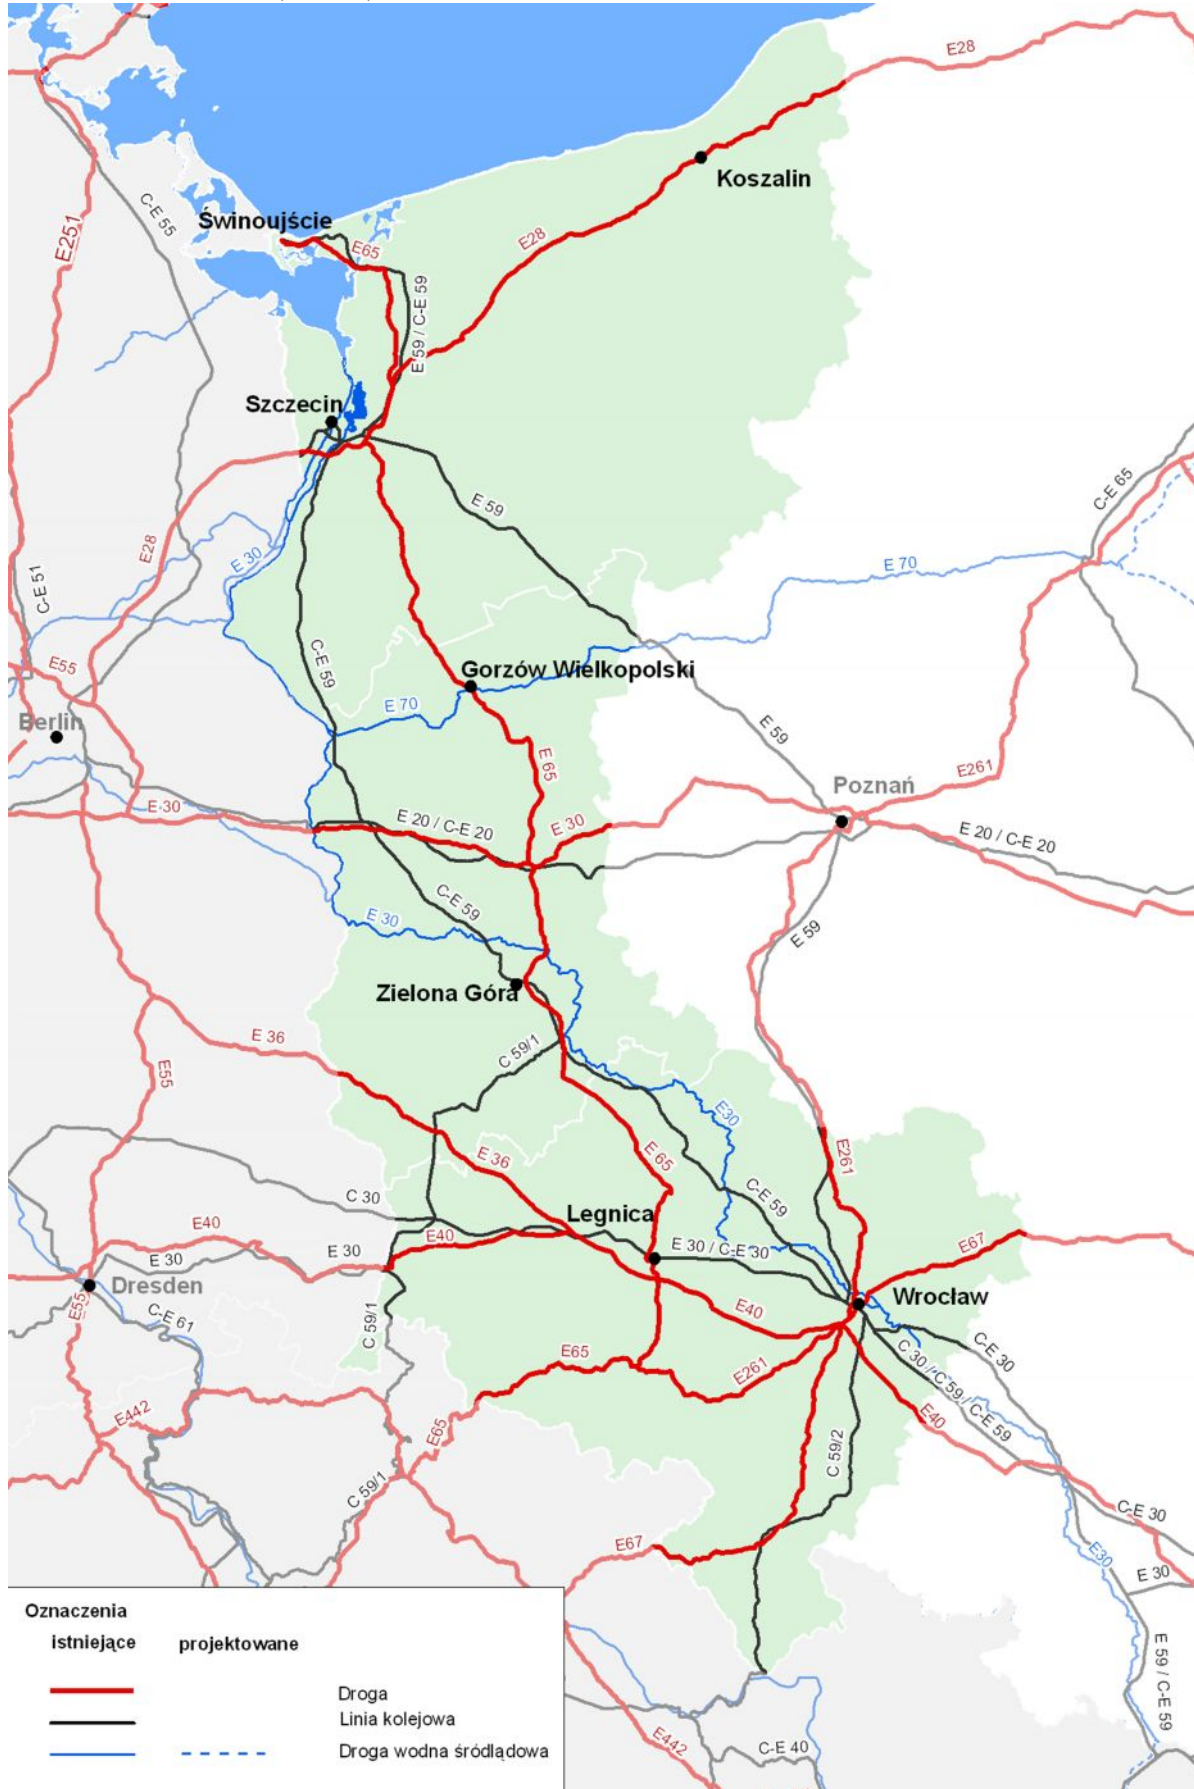 E28
Koszalin
C-E 55
Świnoujście
E251
E65
E28
E 59 / C-E 59
Szczecin
C-E 65
E 59
E28
E 30
E 70
C-E 51
C-E 59
E55
Gorzów Wielkopolski
E 70
Berlin
E 59
E 65
E261
Poznań
E 30
E 20 / C-E 20
E 30
E 20 / C-E 20
C-E 59
E 30
E 59
Zielona Góra
E 36
C 59/1
E55
E30
E 36
E 65
E261
C 30
C-E 59
Legnica
E40
E40
E 30
E 30
E 30 / C-E 30
E67
Dresden
Wrocław
E55
C-E 61
C 59/1
E40
C-E 30
E65
E261
C 30 / C 59 / C-E 59
E442
E65
E40
C 59/2
C 59/1
C-E 30
E67
E30
E 30
Oznaczenia
istniejące projektowane
E 59 / C-E 59
Droga
Linia kolejowa
Droga wodna śródlądowa
E442
C-E 40